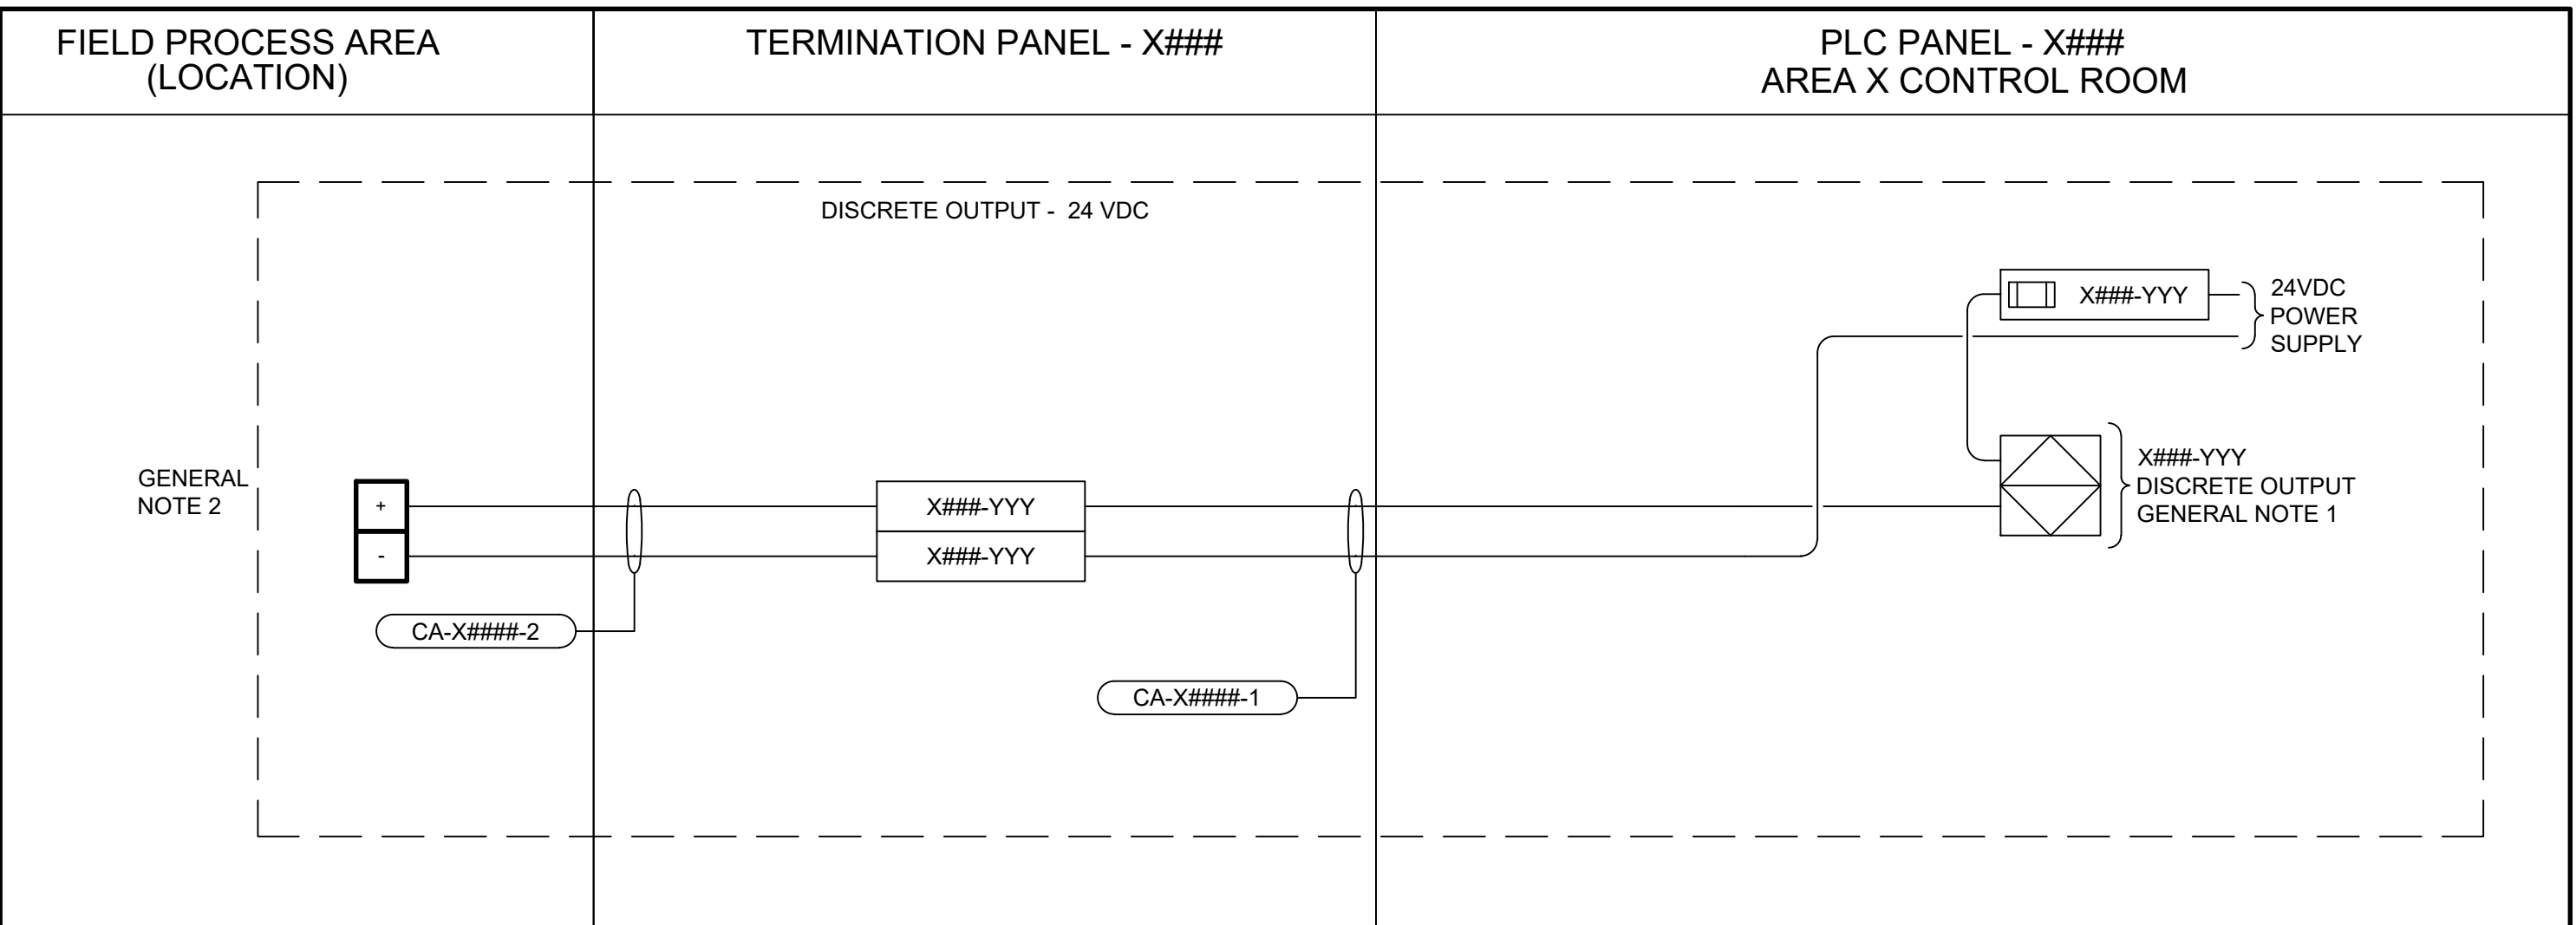 FIELD PROCESS AREA
(LOCATION)
TERMINATION PANEL - X###
PLC PANEL - X###
AREA X CONTROL ROOM
DISCRETE OUTPUT - 24 VDC
X###-YYY
24VDC
POWER
SUPPLY
GENERAL
NOTE 2
+
-
X###-YYY
X###-YYY
X###-YYY
DISCRETE OUTPUT
GENERAL NOTE 1
CA-X####-2
CA-X####-1